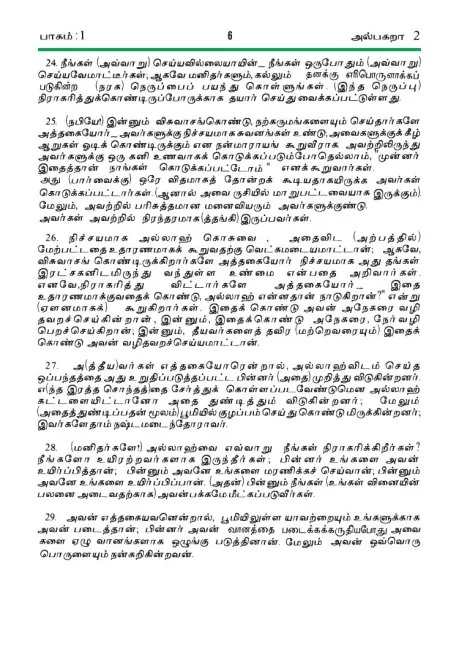 பாகம் : 1 6 அல்பகறா 2
24. நீங்கள் (அவ்வாறு) செய்யவில்லையாயின் _ நீங்கள் ஒருபோதும் (அவ்வாறு)
செய்யவேமாட்டீர்கள்; ஆகவே மனிதர்களும், கல்லும் தனக்கு எரிபொருளாக்கப்
படுகின்ற (நரக) நெருப்பைப் பயந்து கொள்ளுங்கள். (இந்த நெருப்பு)
நிராகரித்துக்கொண்டிருப்போருக்காக தயார் செய்து வைக்கப்பட்டுள்ளது.
25. (நபியே!) இன்னும் விசுவாசங்கொண்டு, நற்கருமங்களையும் செய்தார்களே
அத்தகையோர் _ அவர்களுக்கு நிச்சயமாக சுவனங்கள் உண்டு; அவைகளுக்குக் கீழ்
ஆறுகள் ஓடிக் கொண்டிருக்கும் என நன்மாராயங் கூறுவீராக. அவற்றிலிருந்து
அவர்களுக்கு ஒரு கனி உணவாகக் கொடுக்கப்படும்போதெல்லாம், "முன்னர்
இதைத்தான் நாங்கள் கொடுக்கப்பட்டோம் " எனக் கூறுவார்கள்.
அது (பார்வைக்கு) ஒரே விதமாகத் தோன்றக் கூடியதாகயிருக்க அவர்கள்
கொடுக்கப்பட்டார்கள். (ஆனால் அவை ருசியில் மாறுபட்டவையாக இருக்கும்).
மேலும், அவற்றில் பரிசுத்தமான மனைவியரும் அவர்களுக்குண்டு.
அவர்கள் அவற்றில் நிரந்தரமாக (தத்தங்கி) இருப்பவர்கள்.
26. நிச்சயமாக அல்லாஹ் கொசுவை , அதைவிட (அற்பத்தில்)
மேற்பட்டதை உதாரணமாகக் கூறுவதற்கு வெட்கமடையமாட்டான்; ஆகவே,
விசுவாசங் கொண்டிருக்கிறார்களே அத்தகையோர் நிச்சயமாக அது தங்கள்
இரட்சகனிடமிருந்து வந்துள்ள உண்மை என்பதை அறிவார்கள்.
எனவே, நிராகரித்து விட்டார்களே அத்தகையோர் _ இதை
உதாரணமாக்குவதைக் கொண்டு, அல்லாஹ் என்னதான் நாடுகிறான்?" என்று
(ஏளனமாகக்) கூறுகிறார்கள். இதைக் கொண்டு அவன் அநேகரை வழி
தவறச்செய்கின்றான், இன்னும், இதைக்கொண்டு அநேகரை, நேர்வழி
பெறச்செய்கிறான்; இன்னும், தீயவர்களைத் தவிர (மற்றெவரையும்) இதைக்
கொண்டு அவன் வழிதவறச்செய்யமாட்டான்.
27. அ(த்தீய)வர்கள் எத்தகையோரென்றால், அல்லாஹ்விடம் செய்த
ஒப்பந்தத்தை அது உறுதிப்படுத்தப்பட்ட பின்னர் (அதை) முறித்து விடுகின்றனர்.
எ(ந்த இரத்த சொந்தத்)தை சேர்த்துக் கொள்ளப்படவேண்டுமென அல்லாஹ்
கட்டளையிட்டானோ அதை துண்டித்தும் விடுகின்றனர்; மேலும்
(அதைத்துண்டிப்பதன் மூலம்) பூமியில் குழப்பம் செய்து கொண்டுமிருக்கின்றனர்;
இவர்களே தாம் நஷ்டமடைந்தோராவர்.
28. (மனிதர்களே!) அல்லாஹ்வை எவ்வாறு நீங்கள் நிராகரிக்கிறீர்கள்?
நீங்களோ உயிரற்றவர்களாக இருந்தீர்கள்; பின்னர் உங்களை அவன்
உயிர்ப்பித்தான்; பின்னும் அவனே உங்களை மரணிக்கச் செய்வான்; பின்னும்
அவனே உங்களை உயிர்ப்பிப்பான். (அதன்) பின்னும் நீங்கள் (உங்கள் வினையின்
பலனை அடைவதற்காக) அவன்பக்கமே மீட்கப்படுவீர்கள்.
29. அவன் எத்தகையவனென்றால், பூமியிலுள்ள யாவற்றையும் உங்களுக்காக
அவன் படைத்தான்; பின்னர் அவன் வானத்தை படைக்கக்கருதியபோது அவை
களை ஏழு வானங்களாக ஒழுங்கு படுத்தினான். மேலும் அவன் ஒவ்வொரு
பொருளையும் நன்கறிகின்றவன்.